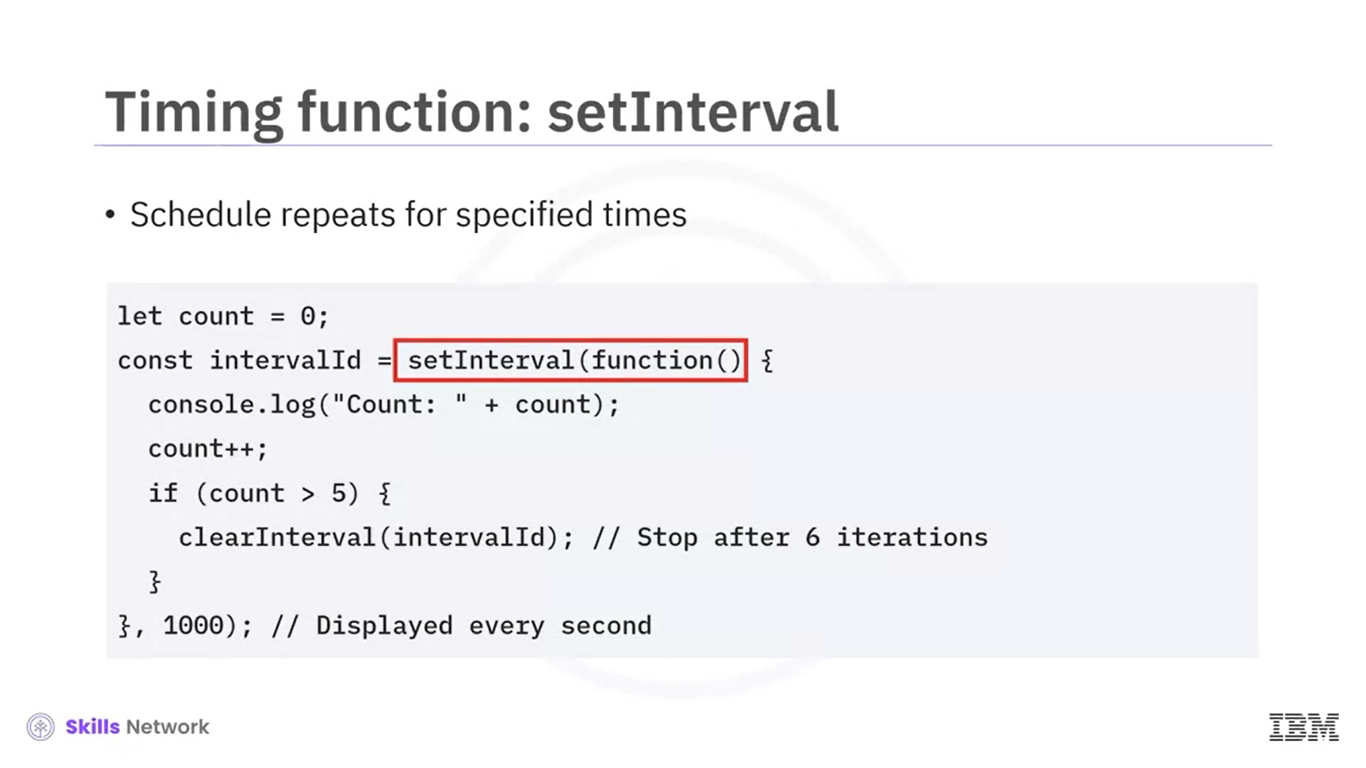 Timing function: setInterval
• Schedule repeats for specified times
let count = 0;
const intervalId = setInterval(function() {
  console.log("Count: " + count);
  count++;
  if (count > 5) {
    clearInterval(intervalId); // Stop after 6 iterations
  }
}, 1000); // Displayed every second
Skills Network
IBM